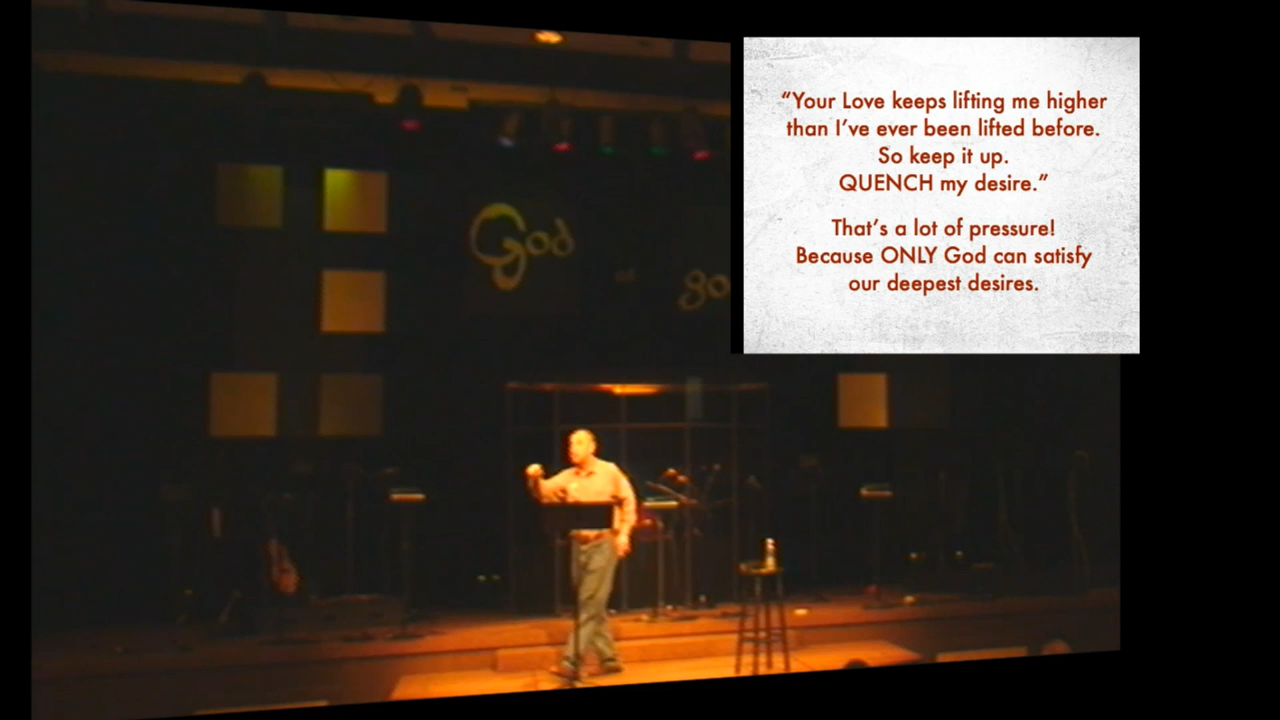 God
“Your Love keeps lifting me higher
than I’ve ever been lifted before.
So keep it up.
QUENCH my desire.”
That’s a lot of pressure!
Because ONLY God can satisfy
our deepest desires.